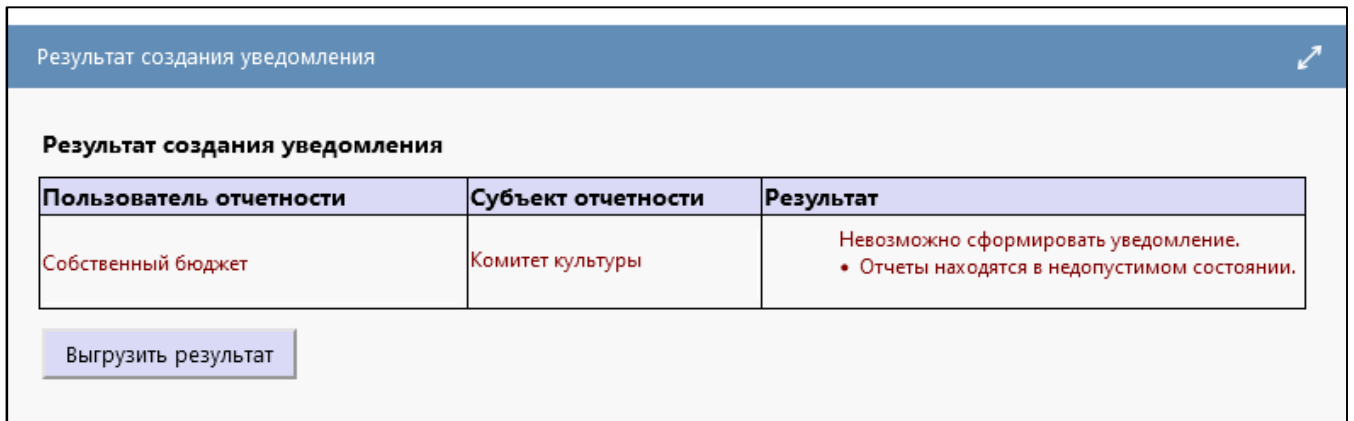 Результат создания уведомления
Результат создания уведомления
Пользователь отчетности Субъект отчетности Результат
Собственный бюджет Комитет культуры Невозможно сформировать уведомление.
• Отчеты находятся в недопустимом состоянии.
Выгрузить результат